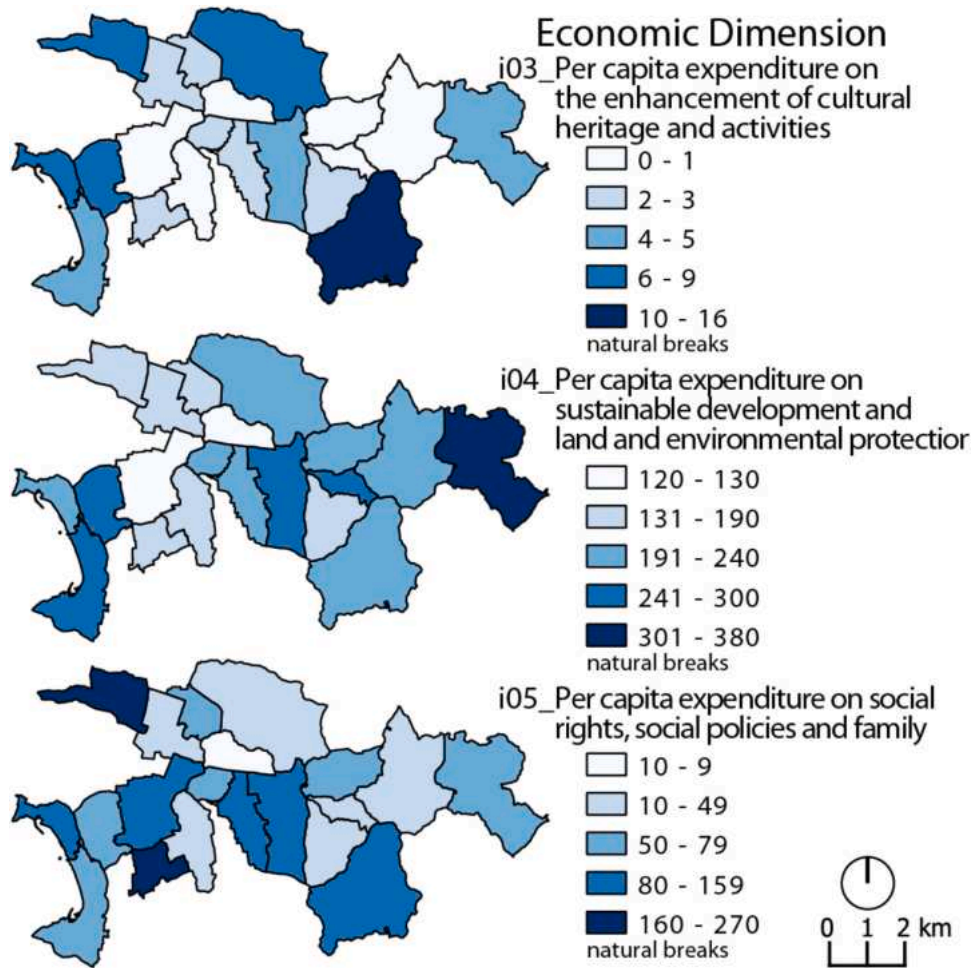 Economic Dimension
i03_Per capita expenditure on
the enhancement of cultural
heritage and activities
0 - 1
2 - 3
4 - 5
6 - 9
10 - 16
natural breaks
i04_Per capita expenditure on
sustainable development and
land and environmental protectior
120 - 130
131 - 190
191 - 240
241 - 300
301 - 380
natural breaks
i05_Per capita expenditure on social
rights, social policies and family
10 - 9
10 - 49
50 - 79
80 - 159
160 - 270
natural breaks
0 1 2 km